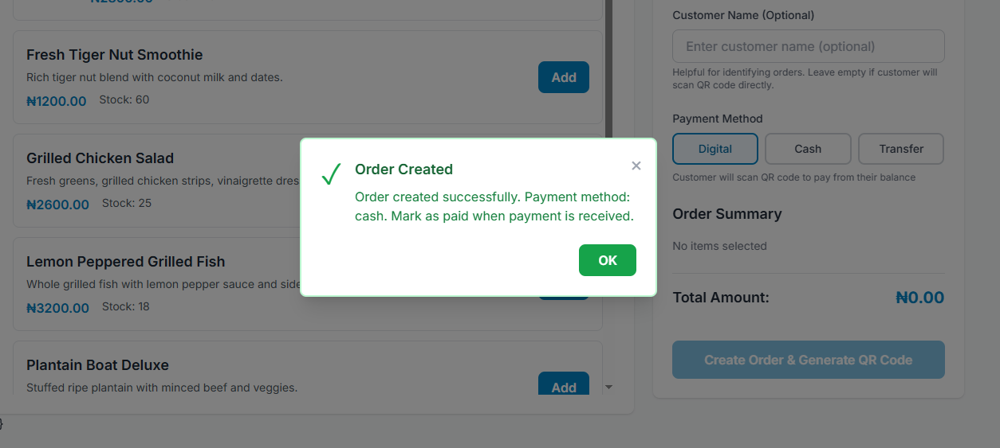 Fresh Tiger Nut Smoothie
Rich tiger nut blend with coconut milk and dates.
₦1200.00 Stock: 60
Add
Grilled Chicken Salad
Fresh greens, grilled chicken strips, vinaigrette
₦2600.00 Stock: 25
Lemon Peppered Grilled Fish
Whole grilled fish with lemon pepper sauce and
₦3200.00 Stock: 18
Plantain Boat Deluxe
Stuffed ripe plantain with minced beef and veggies.
Add
}
Order Created
×
Order created successfully. Payment method:
cash. Mark as paid when payment is received.
OK
Customer Name (Optional)
Enter customer name (optional)
Helpful for identifying orders. Leave empty if customer will
scan QR code directly.
Payment Method
Digital
Cash
Transfer
Customer will scan QR code to pay from their balance
Order Summary
No items selected
Total Amount: ₦0.00
Create Order & Generate QR Code